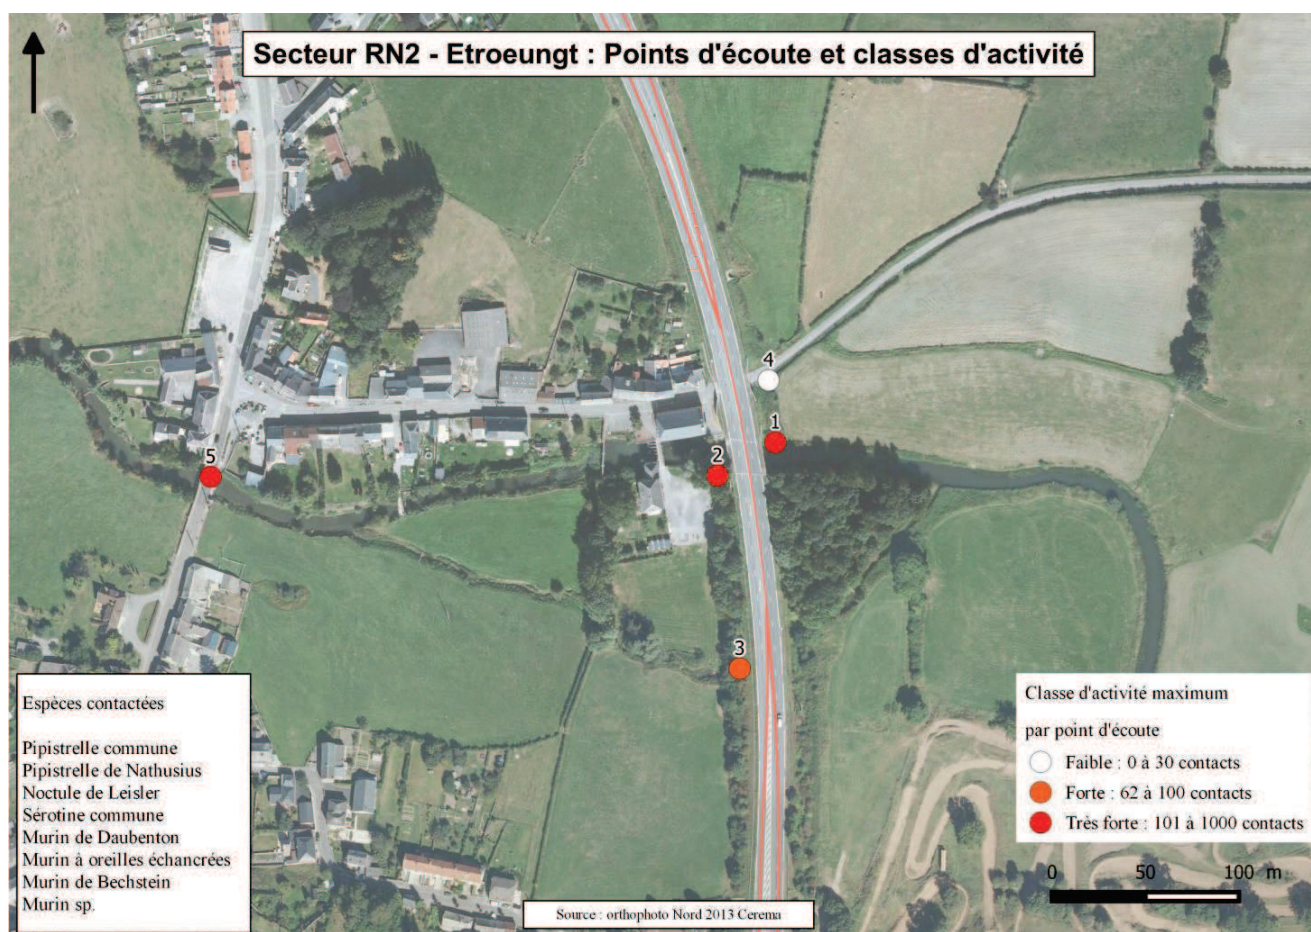 Secteur RN2 - Etroeungt : Points d'écoute et classes d'activité
4
1
2
5
3
Espèces contactées
Pipistrelle commune
Pipistrelle de Nathusius
Noctule de Leisler
Sérotine commune
Murin de Daubenton
Murin à oreilles échancrées
Murin de Bechstein
Murin sp.
Classe d'activité maximum
par point d'écoute
Faible : 0 à 30 contacts
Forte : 62 à 100 contacts
Très forte : 101 à 1000 contacts
0 50 100 m
Source : orthophoto Nord 2013 Cerema